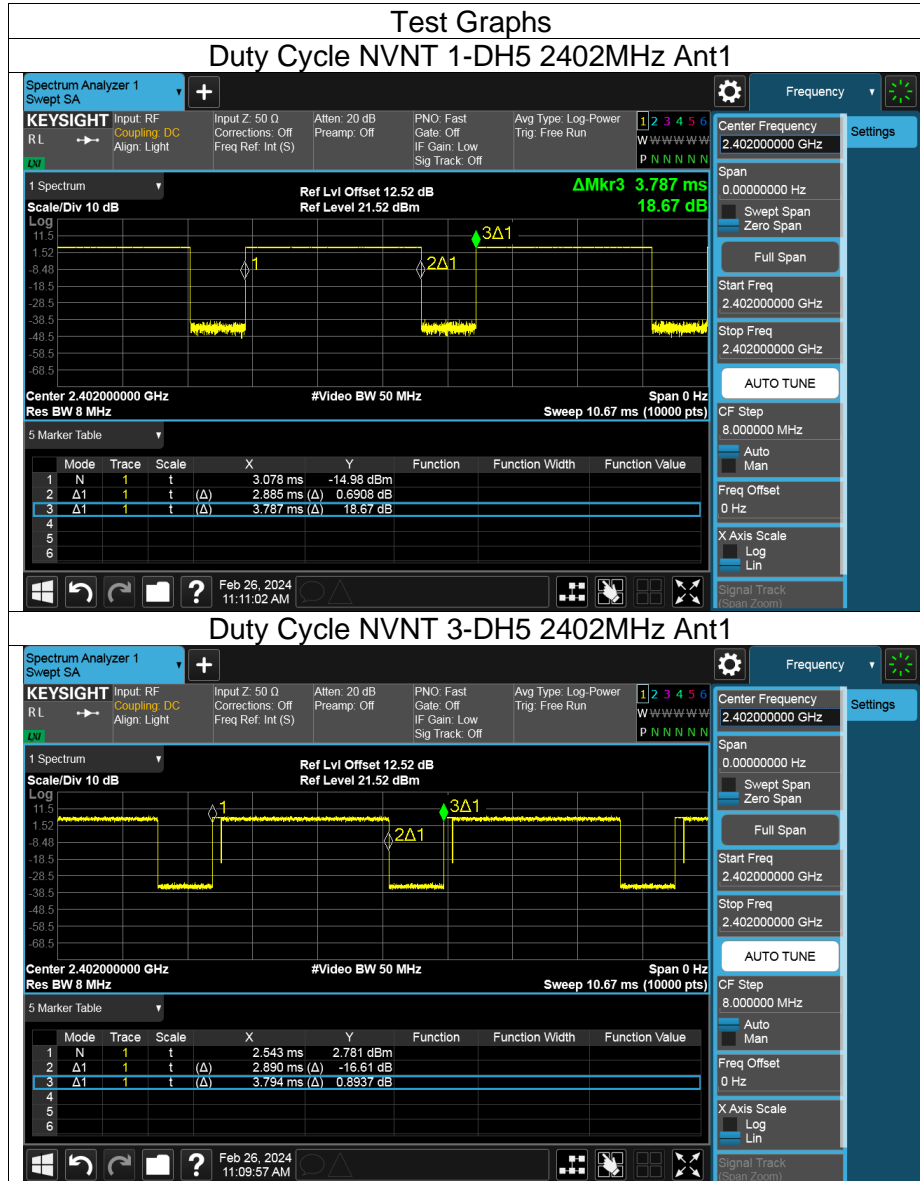 Test Graphs
Duty Cycle NVNT 1-DH5 2402MHz Ant1
Spectrum Analyzer 1
Swept SA
+
Frequency
KEYSIGHT Input: RF Input Z: 50 Ω Atten: 20 dB PNO: Fast Avg Type: Log-Power 1 2 3 4 5 6
RL Coupling: DC Corrections: Off Preamp: Off Gate: Off Trig: Free Run W W W W W W
Align: Light Freq Ref: Int (S) IF Gain: Low
LXI Sig Track: Off P N N N N N
Settings
1 Spectrum
Ref Lvl Offset 12.52 dB
ΔMkr3 3.787 ms
Scale/Div 10 dB
Ref Level 21.52 dBm
18.67 dB
Log
11.5
1.52
-8.48
-18.5
-28.5
-38.5
-48.5
-58.5
-68.5
1
2Δ1
3Δ1
Center 2.402000000 GHz #Video BW 50 MHz Span 0 Hz
Res BW 8 MHz Sweep 10.67 ms (10000 pts)
5 Marker Table
Mode Trace Scale X Y Function Function Width Function Value
1 N 1 t 3.078 ms -14.98 dBm
2 Δ1 1 t (Δ) 2.885 ms (Δ) 0.6908 dB
3 Δ1 1 t (Δ) 3.787 ms (Δ) 18.67 dB
4
5
6
?
Feb 26, 2024
11:11:02 AM
Center Frequency
2.402000000 GHz
Span
0.00000000 Hz
Swept Span
Zero Span
Full Span
Start Freq
2.402000000 GHz
Stop Freq
2.402000000 GHz
AUTO TUNE
CF Step
8.000000 MHz
Auto
Man
Freq Offset
0 Hz
X Axis Scale
Log
Lin
Signal Track
(Span Zoom)
Duty Cycle NVNT 3-DH5 2402MHz Ant1
Spectrum Analyzer 1
Swept SA
+
Frequency
KEYSIGHT Input: RF Input Z: 50 Ω Atten: 20 dB PNO: Fast Avg Type: Log-Power 1 2 3 4 5 6
RL Coupling: DC Corrections: Off Preamp: Off Gate: Off Trig: Free Run W W W W W W
Align: Light Freq Ref: Int (S) IF Gain: Low
LXI Sig Track: Off P N N N N N
Settings
1 Spectrum
Ref Lvl Offset 12.52 dB
Scale/Div 10 dB
Ref Level 21.52 dBm
Log
11.5
1.52
-8.48
-18.5
-28.5
-38.5
-48.5
-58.5
-68.5
1
2Δ1
3Δ1
Center 2.402000000 GHz #Video BW 50 MHz Span 0 Hz
Res BW 8 MHz Sweep 10.67 ms (10000 pts)
5 Marker Table
Mode Trace Scale X Y Function Function Width Function Value
1 N 1 t 2.543 ms 2.781 dBm
2 Δ1 1 t (Δ) 2.890 ms (Δ) -16.61 dB
3 Δ1 1 t (Δ) 3.794 ms (Δ) 0.8937 dB
4
5
6
?
Feb 26, 2024
11:09:57 AM
Center Frequency
2.402000000 GHz
Span
0.00000000 Hz
Swept Span
Zero Span
Full Span
Start Freq
2.402000000 GHz
Stop Freq
2.402000000 GHz
AUTO TUNE
CF Step
8.000000 MHz
Auto
Man
Freq Offset
0 Hz
X Axis Scale
Log
Lin
Signal Track
(Span Zoom)